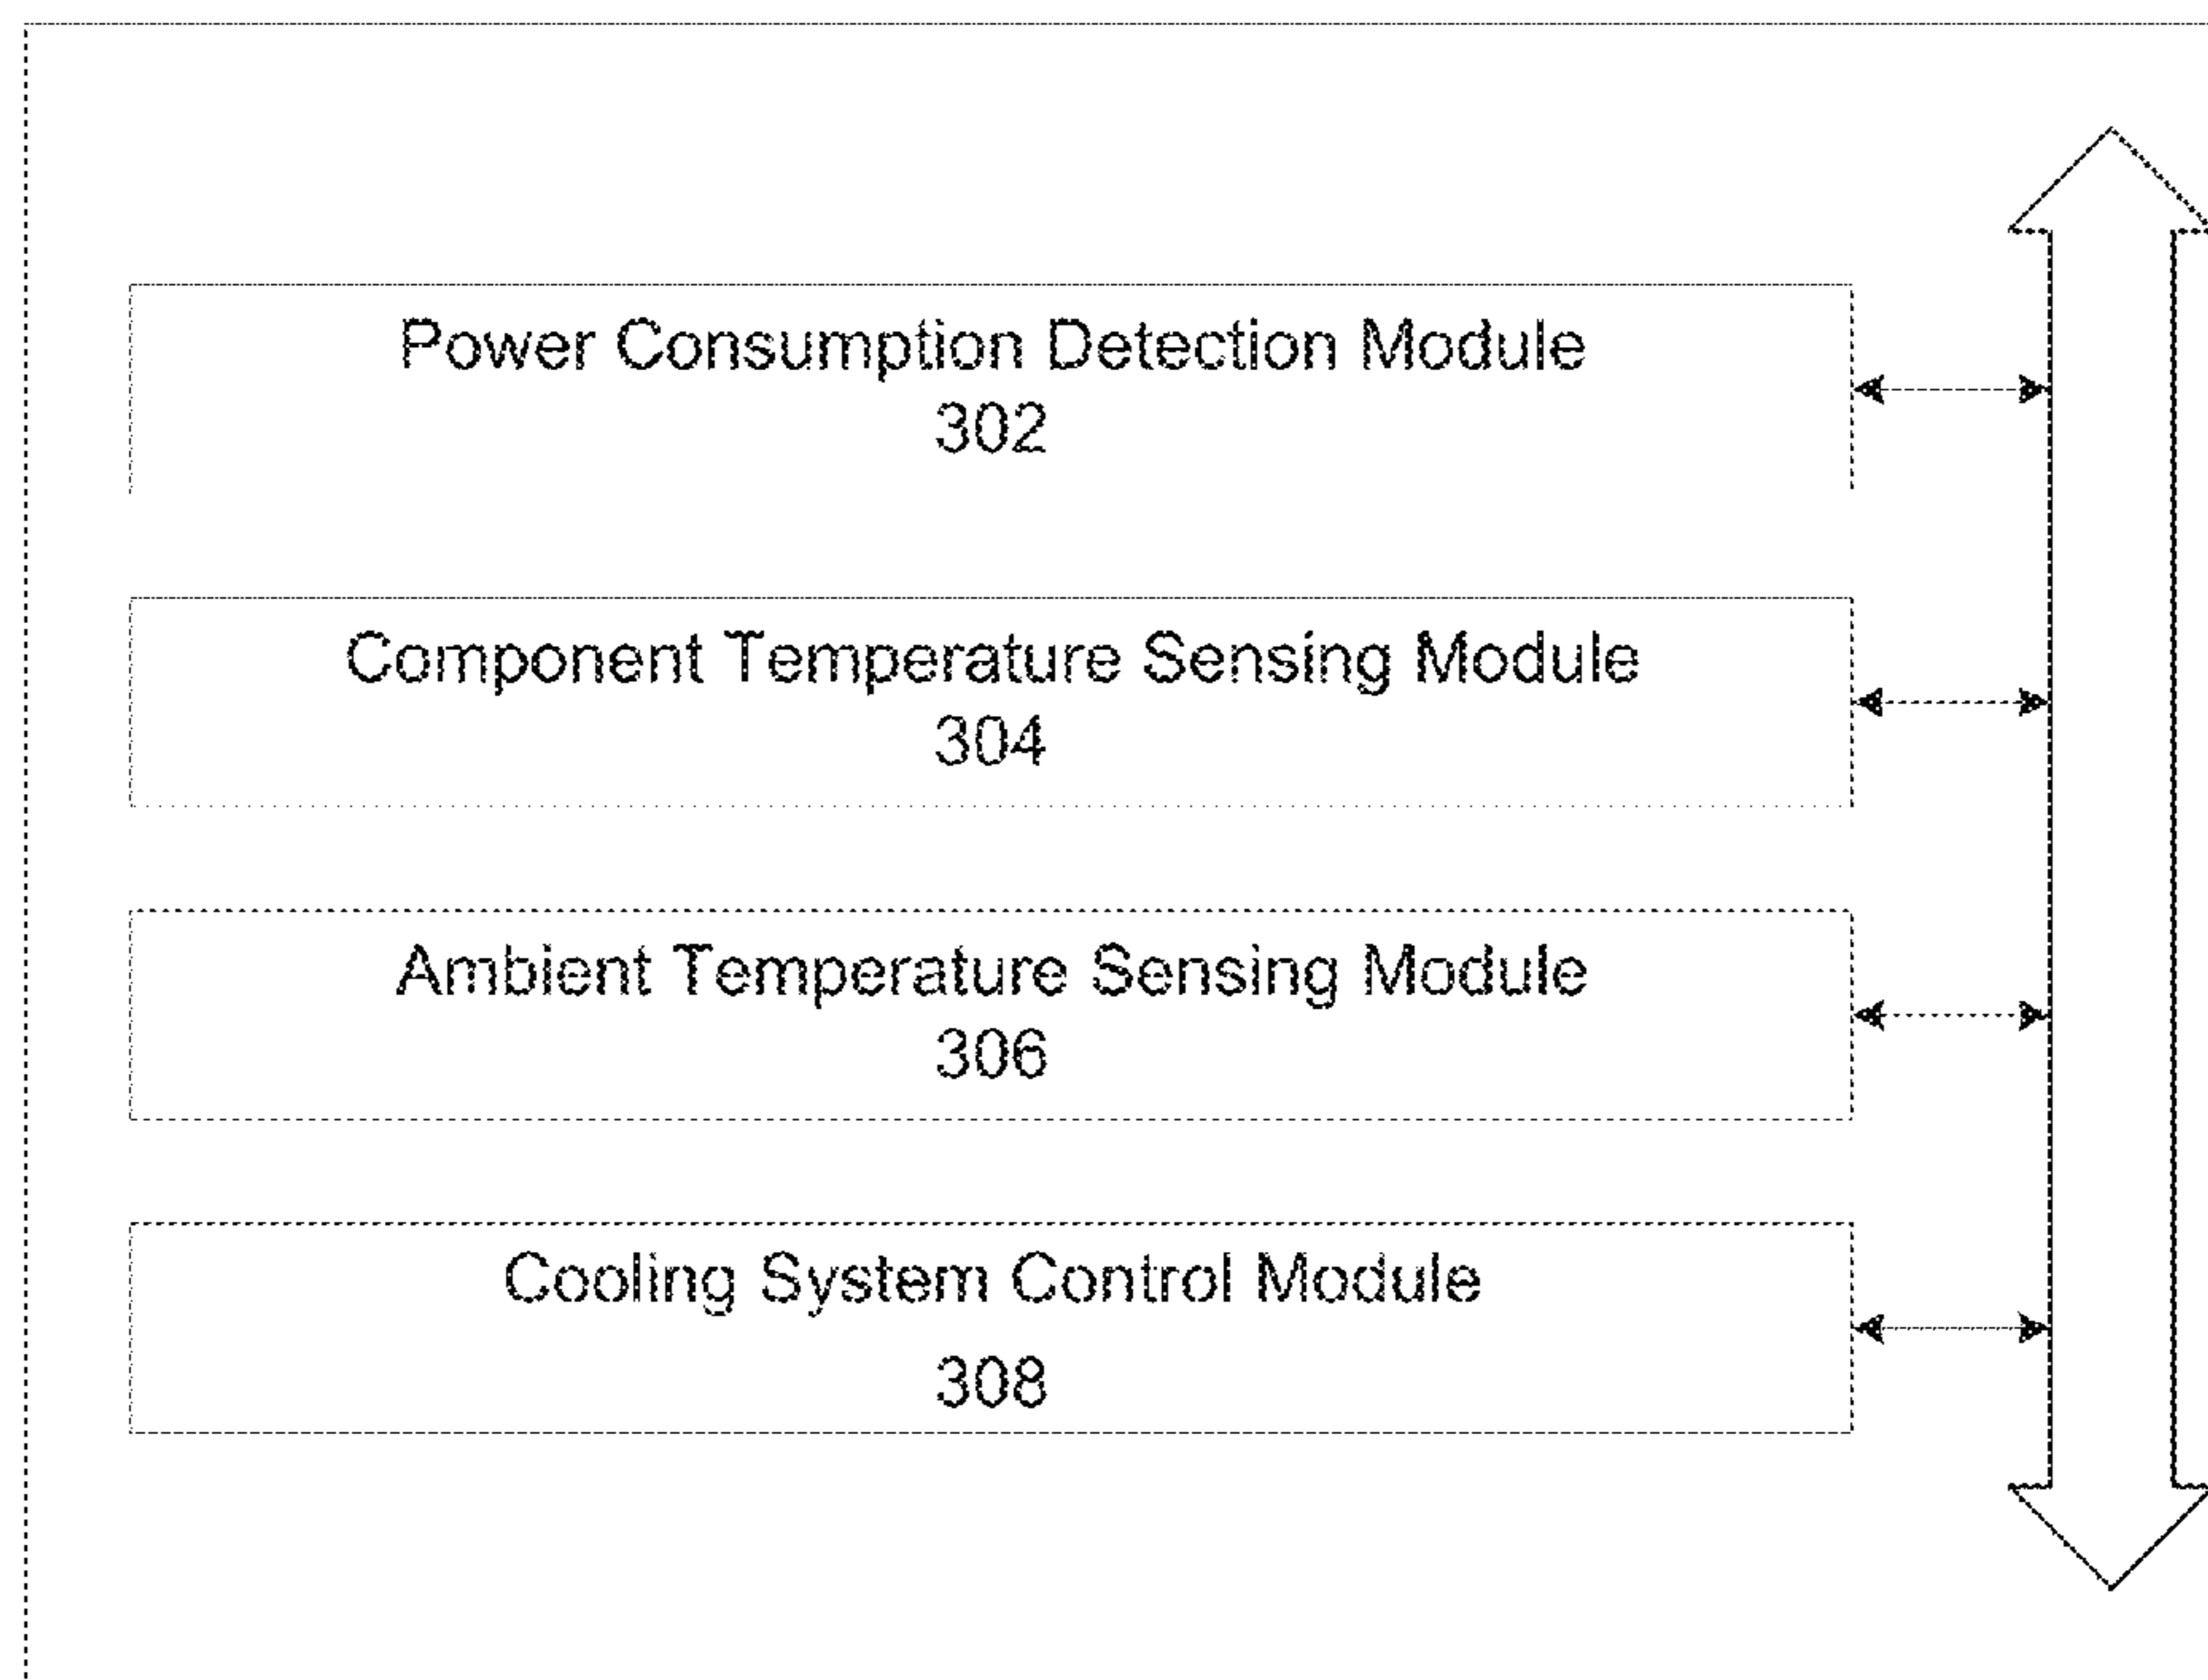 Power Consumption Detection Module
302
Component Temperature Sensing Module
304
Ambient Temperature Sensing Module
306
Cooling System Control Module
308